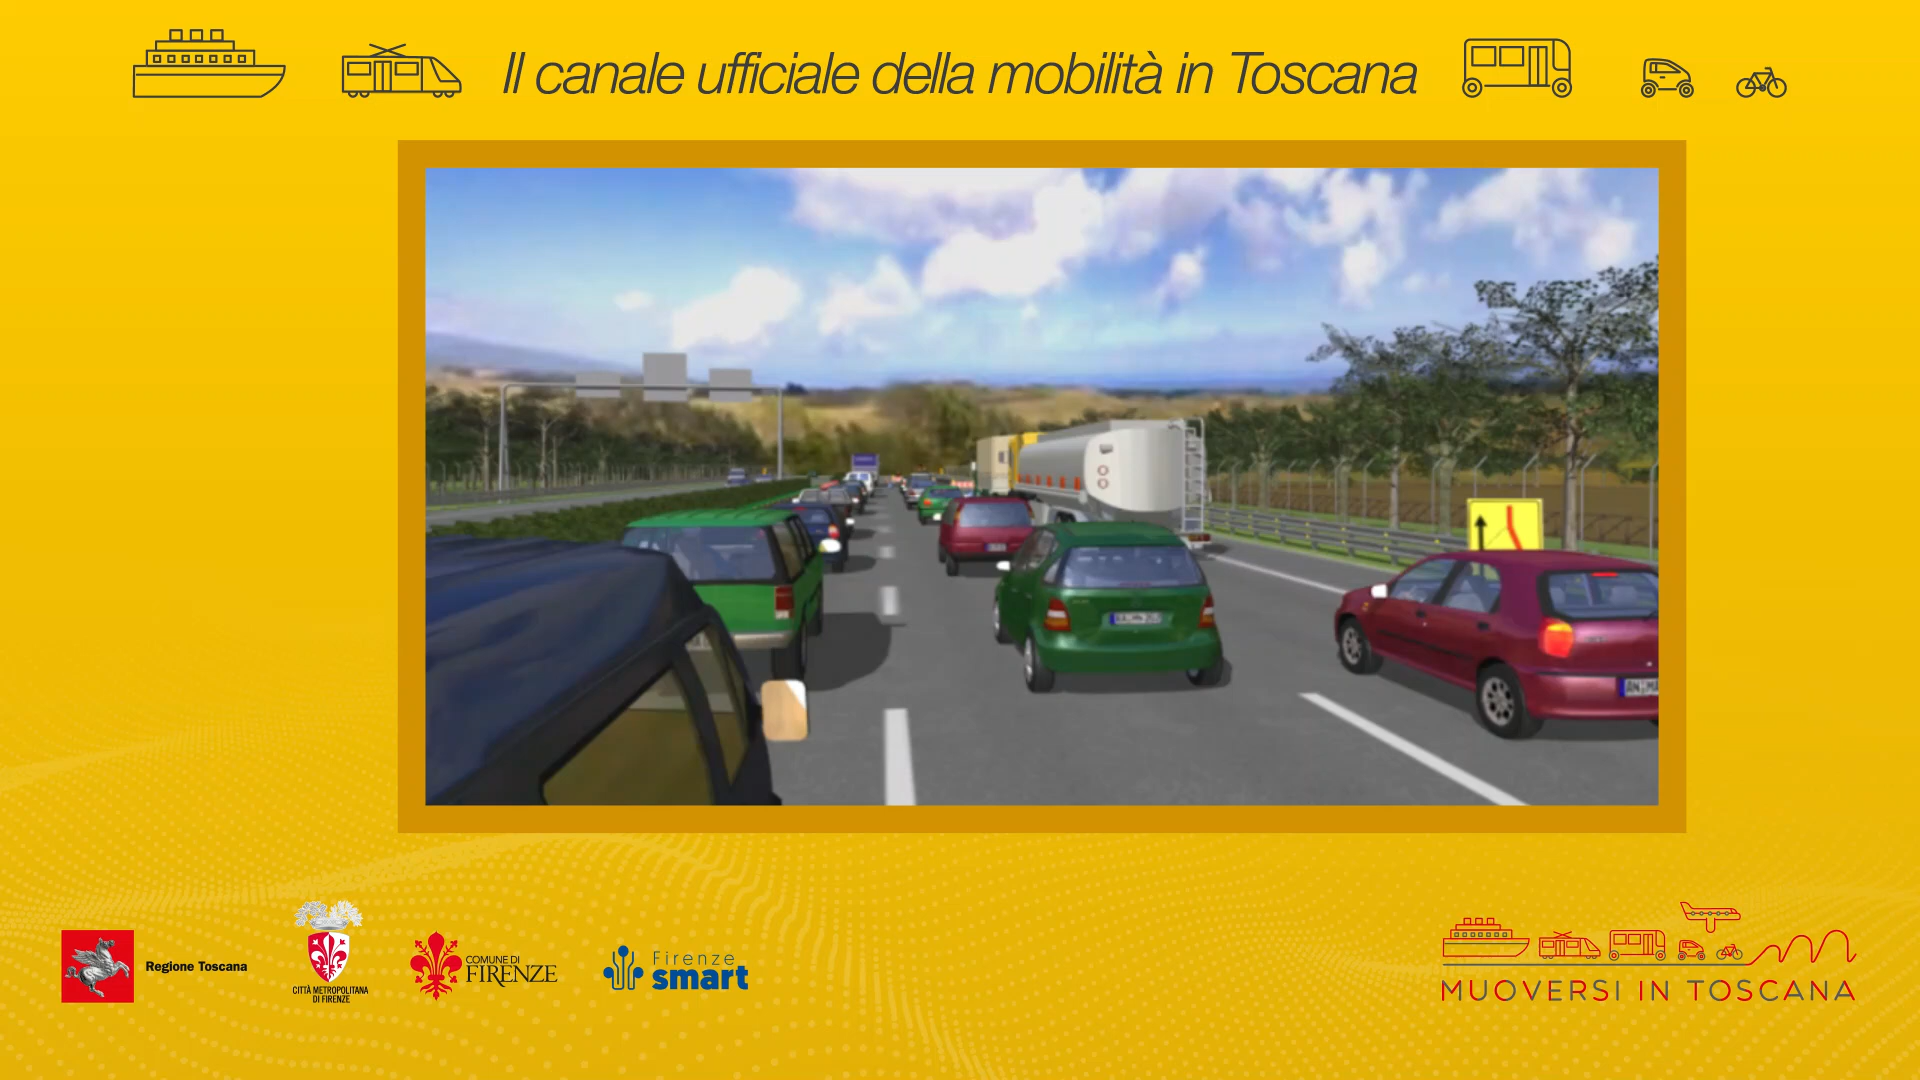 Il canale ufficiale della mobilità in Toscana
Regione Toscana
CITTÀ METROPOLITANA
DI FIRENZE
COMUNE DI
FIRENZE
Firenze
smart
MUOVERSI IN TOSCANA